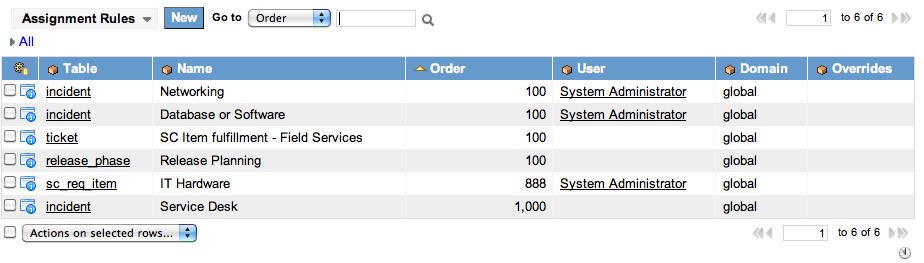 Assignment Rules New Go to Order 1 to 6 of 6
All
Table Name Order User Domain Overrides
incident Networking 100 System Administrator global
incident Database or Software 100 System Administrator global
ticket SC Item fulfillment - Field Services 100 global
release_phase Release Planning 100 global
sc_req_item IT Hardware 888 System Administrator global
incident Service Desk 1,000 global
Actions on selected rows... 1 to 6 of 6